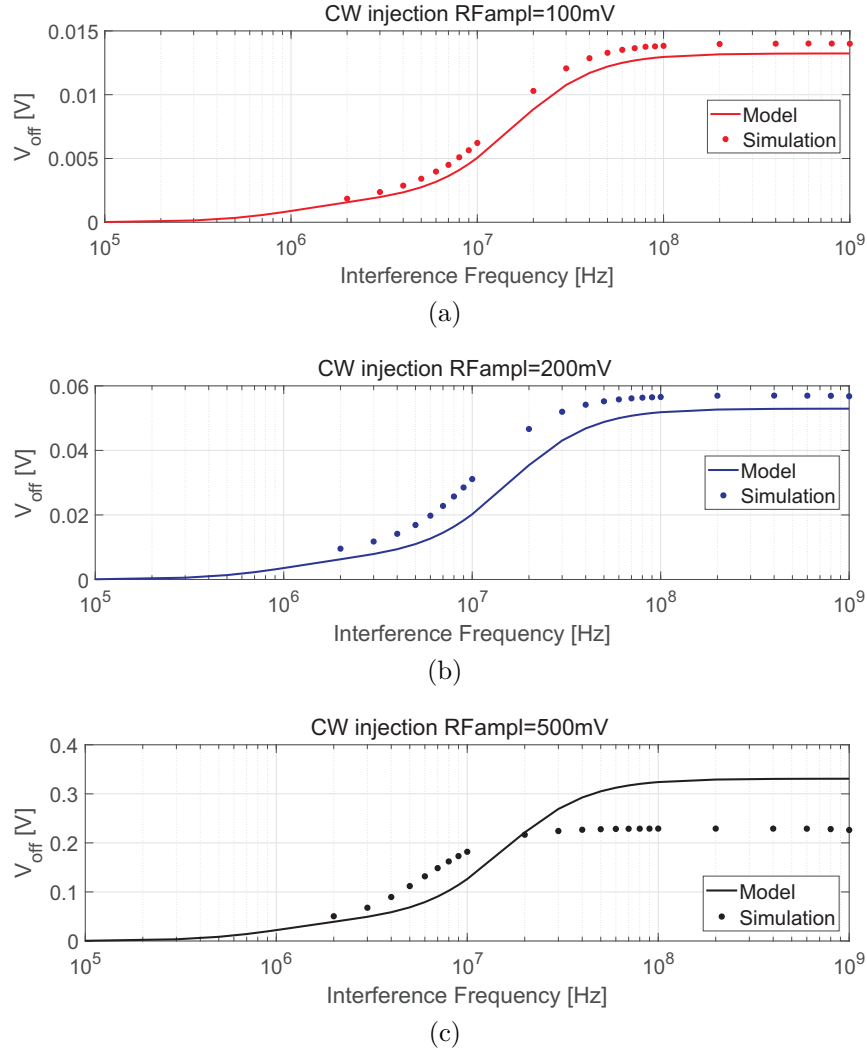 CW injection RFampl=100mV
0.015
0.01
0.005
0
V_off [V]
Model
Simulation
10^5
10^6
10^7
10^8
10^9
Interference Frequency [Hz]
(a)
CW injection RFampl=200mV
0.06
0.04
0.02
0
V_off [V]
Model
Simulation
10^5
10^6
10^7
10^8
10^9
Interference Frequency [Hz]
(b)
CW injection RFampl=500mV
0.4
0.3
0.2
0.1
0
V_off [V]
Model
Simulation
10^5
10^6
10^7
10^8
10^9
Interference Frequency [Hz]
(c)